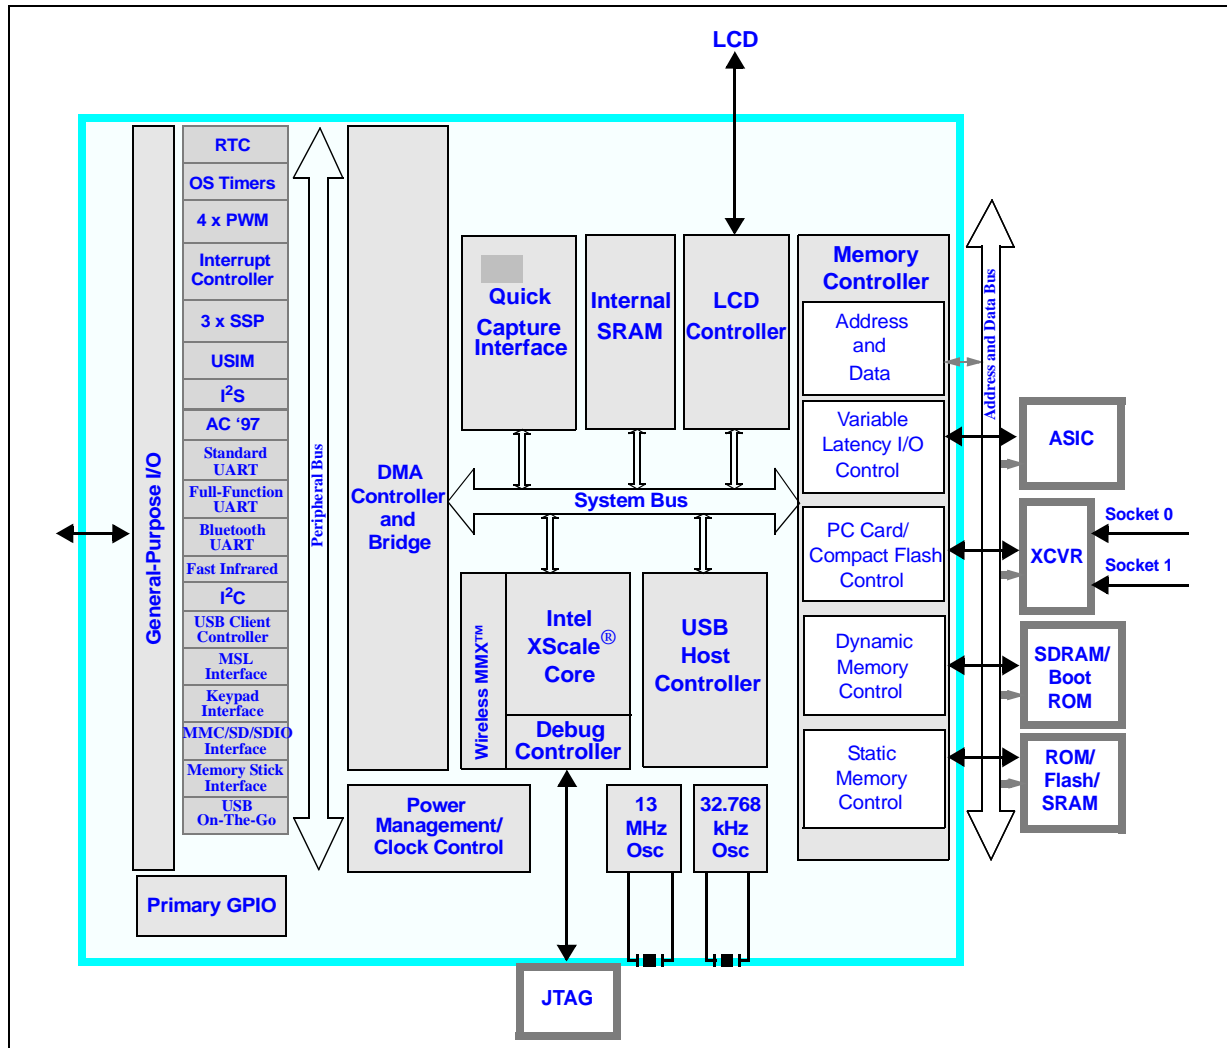 LCD
General-Purpose I/O
RTC
OS Timers
4 x PWM
Interrupt
Controller
3 x SSP
USIM
I²S
AC ‘97
Standard
UART
Full-Function
UART
Bluetooth
UART
Fast Infrared
I²C
USB Client
Controller
MSL
Interface
Keypad
Interface
MMC/SD/SDIO
Interface
Memory Stick
Interface
USB
On-The-Go
Primary GPIO
Peripheral Bus
DMA
Controller
and
Bridge
Power
Management/
Clock Control
Quick
Capture
Interface
Internal
SRAM
LCD
Controller
System Bus
Wireless MMX™
Intel
XScale®
Core
Debug
Controller
USB
Host
Controller
13
MHz
Osc
32.768
kHz
Osc
JTAG
Memory
Controller
Address
and
Data
Variable
Latency I/O
Control
PC Card/
Compact Flash
Control
Dynamic
Memory
Control
Static
Memory
Control
Address and Data Bus
ASIC
XCVR
Socket 0
Socket 1
SDRAM/
Boot
ROM
ROM/
Flash/
SRAM